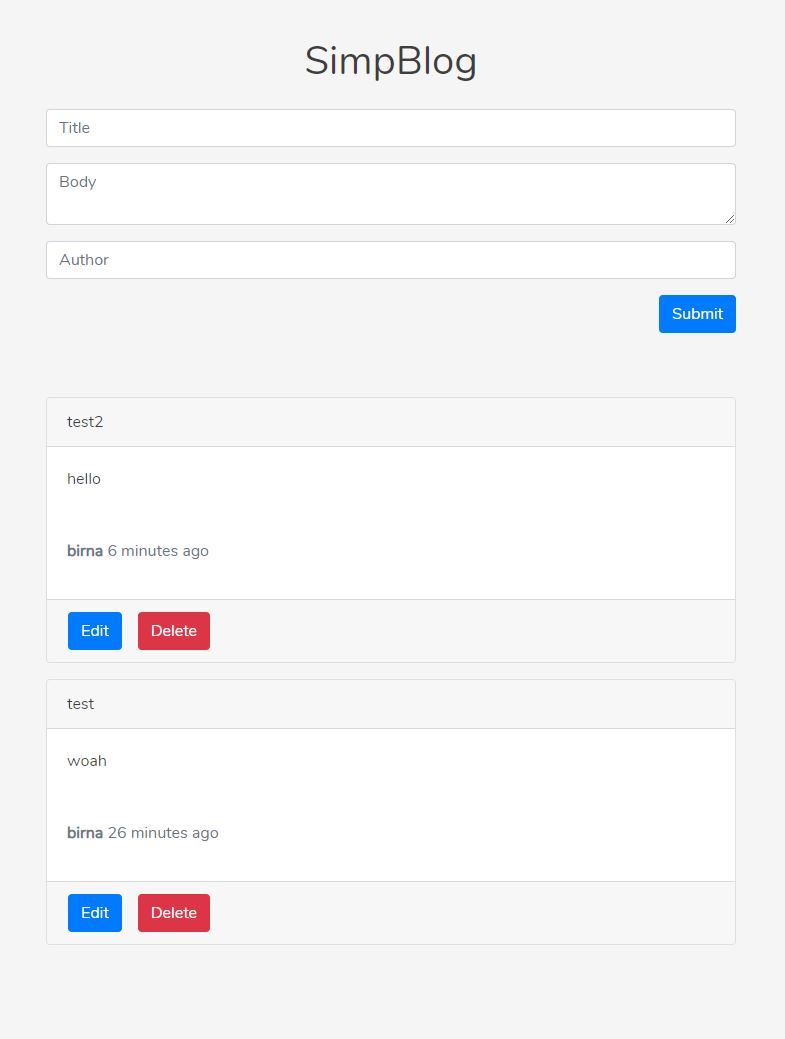 SimpBlog
Title
Body
Author
Submit
test2
hello
birna 6 minutes ago
Edit Delete
test
woah
birna 26 minutes ago
Edit Delete